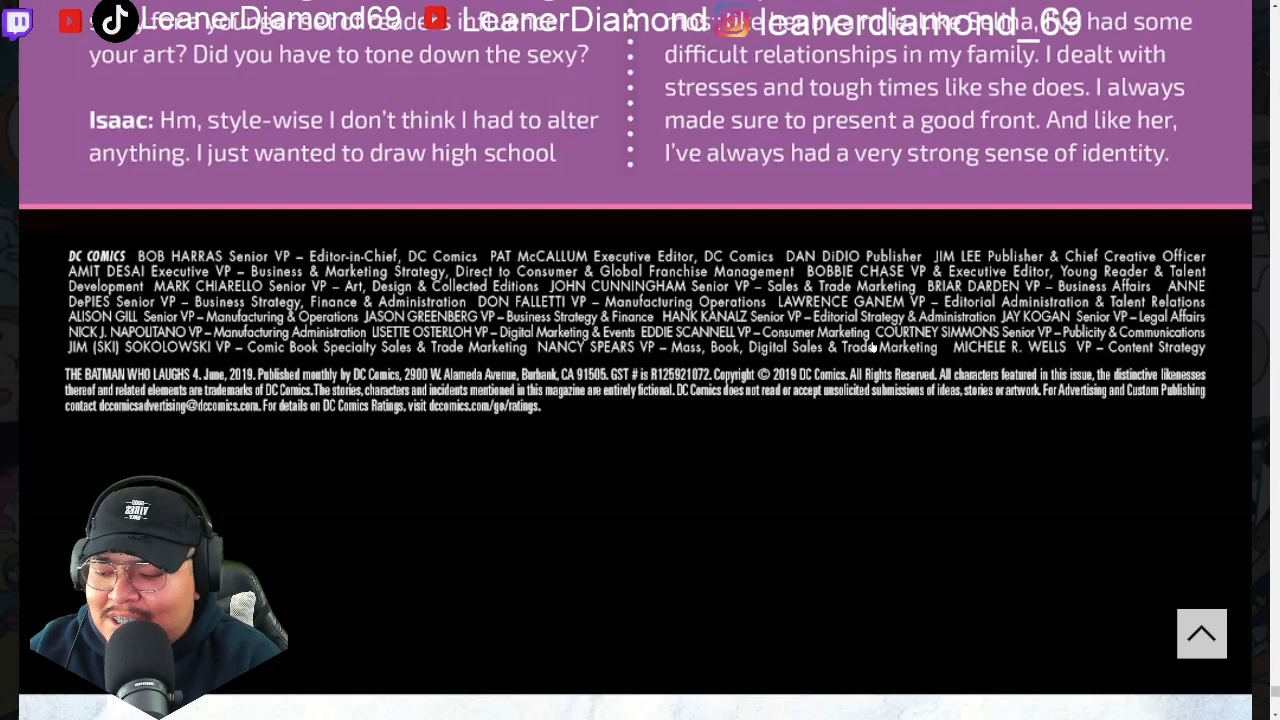 LeanerDiamond69 LeanerDiamond leanerdiamond_69
for a younger set of readers influence
your art? Did you have to tone down the sexy?
Isaac: Hm, style-wise I don't think I had to alter
anything. I just wanted to draw high school
I've had some
difficult relationships in my family. I dealt with
stresses and tough times like she does. I always
made sure to present a good front. And like her,
I've always had a very strong sense of identity.
DC COMICS BOB HARRAS Senior VP – Editor-in-Chief, DC Comics PAT McCALLUM Executive Editor, DC Comics DAN DiDIO Publisher JIM LEE Publisher & Chief Creative Officer
AMIT DESAI Executive VP – Business & Marketing Strategy, Direct to Consumer & Global Franchise Management BOBBIE CHASE VP & Executive Editor, Young Reader & Talent
Development MARK CHIARELLO Senior VP – Art, Design & Collected Editions JOHN CUNNINGHAM Senior VP – Sales & Trade Marketing BRIAR DARDEN VP – Business Affairs ANNE
DePIES Senior VP – Business Strategy, Finance & Administration DON FALLETTI VP – Manufacturing Operations LAWRENCE GANEM VP – Editorial Administration & Talent Relations
ALISON GILL Senior VP – Manufacturing & Operations JASON GREENBERG VP – Business Strategy & Finance HANK KANALZ Senior VP – Editorial Strategy & Administration JAY KOGAN Senior VP – Legal Affairs
NICK J. NAPOLITANO VP – Manufacturing Administration LISETTE OSTERLOH VP – Digital Marketing & Events EDDIE SCANNELL VP – Consumer Marketing COURTNEY SIMMONS Senior VP – Publicity & Communications
JIM (SKI) SOKOLOWSKI VP – Comic Book Specialty Sales & Trade Marketing NANCY SPEARS VP – Mass, Book, Digital Sales & Trade Marketing MICHELE R. WELLS VP – Content Strategy
THE BATMAN WHO LAUGHS 4. June, 2019. Published monthly by DC Comics, 2900 W. Alameda Avenue, Burbank, CA 91505. GST # is R125921072. Copyright © 2019 DC Comics. All Rights Reserved. All characters featured in this issue, the distinctive likenesses
thereof and related elements are trademarks of DC Comics. The stories, characters and incidents mentioned in this magazine are entirely fictional. DC Comics does not read or accept unsolicited submissions of ideas, stories or artwork. For Advertising and Custom Publishing
contact dccomicsadvertising@dccomics.com. For details on DC Comics Ratings, visit dccomics.com/go/ratings.